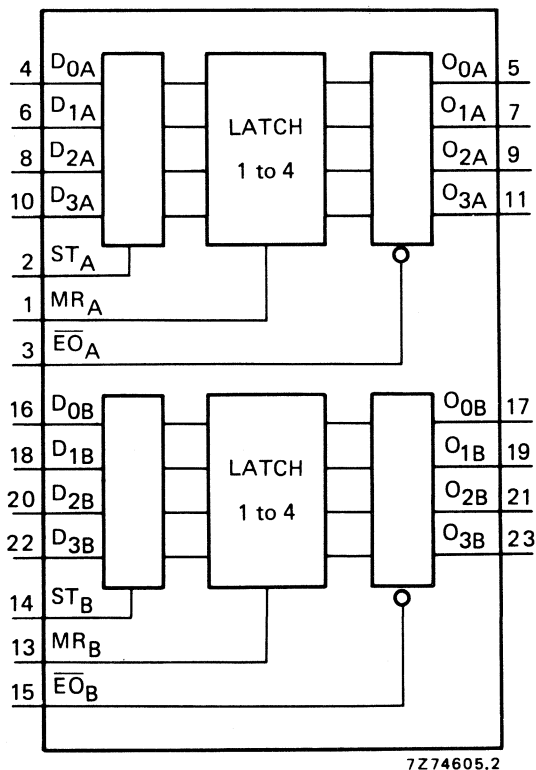 4 D0A O0A 5
6 D1A O1A 7
8 D2A LATCH O2A 9
10 D3A 1 to 4 O3A 11
2 STA
1 MRA
3 E̅O̅A
16 D0B O0B 17
18 D1B O1B 19
20 D2B LATCH O2B 21
22 D3B 1 to 4 O3B 23
14 STB
13 MRB
15 E̅O̅B
7Z74605.2